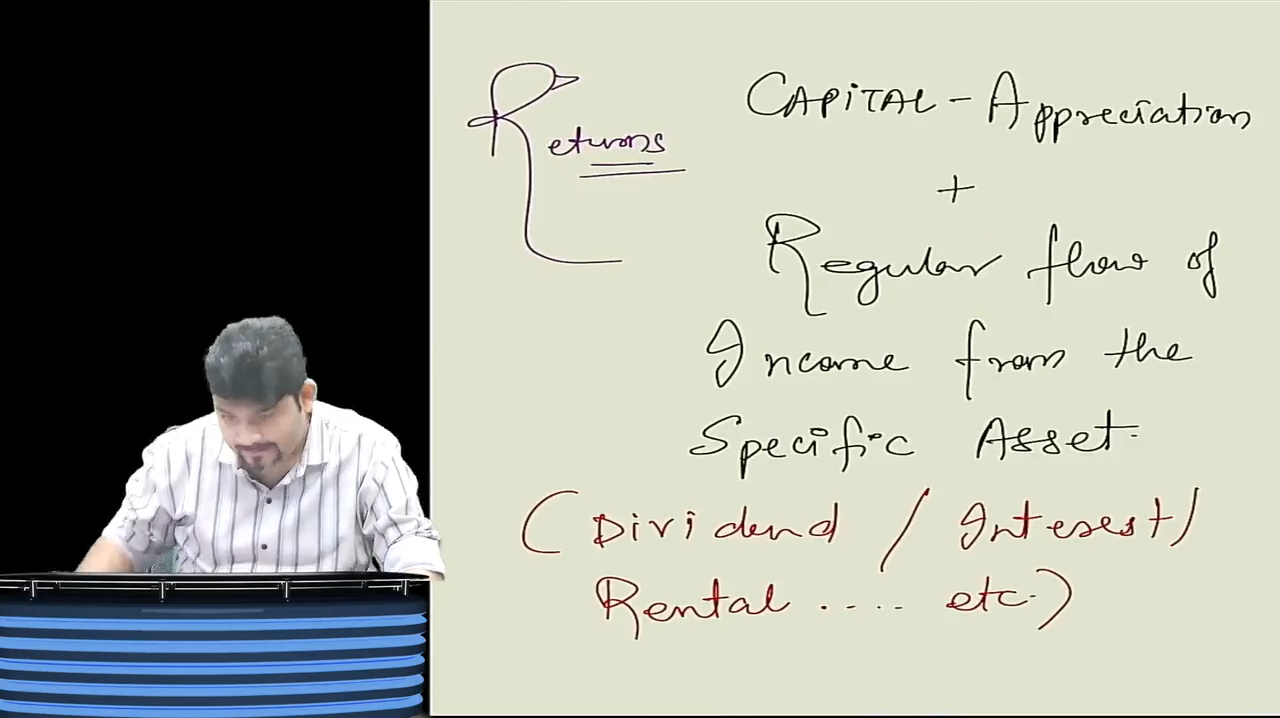 Returns
CAPITAL - Appreciation
+
Regular flow of
Income from the
Specific Asset.
(Dividend / Interest /
Rental .... etc.)